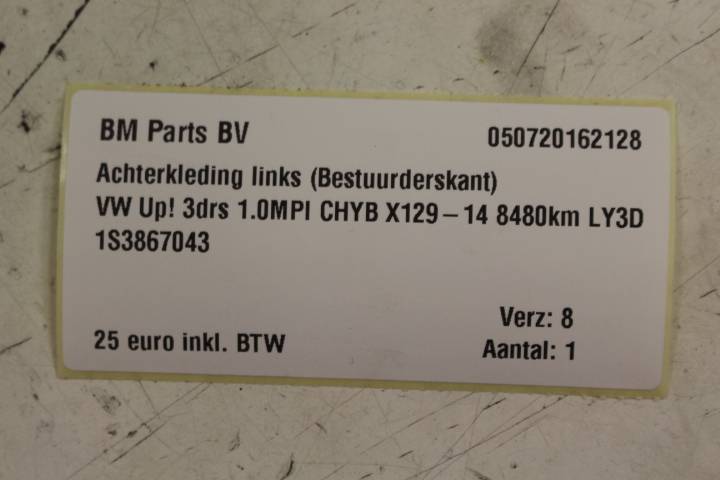 BM Parts BV 050720162128
Achterkleding links (Bestuurderskant)
VW Up! 3drs 1.0MPI CHYB X129-14 8480km LY3D
1S3867043
Verz: 8
25 euro inkl. BTW Aantal: 1